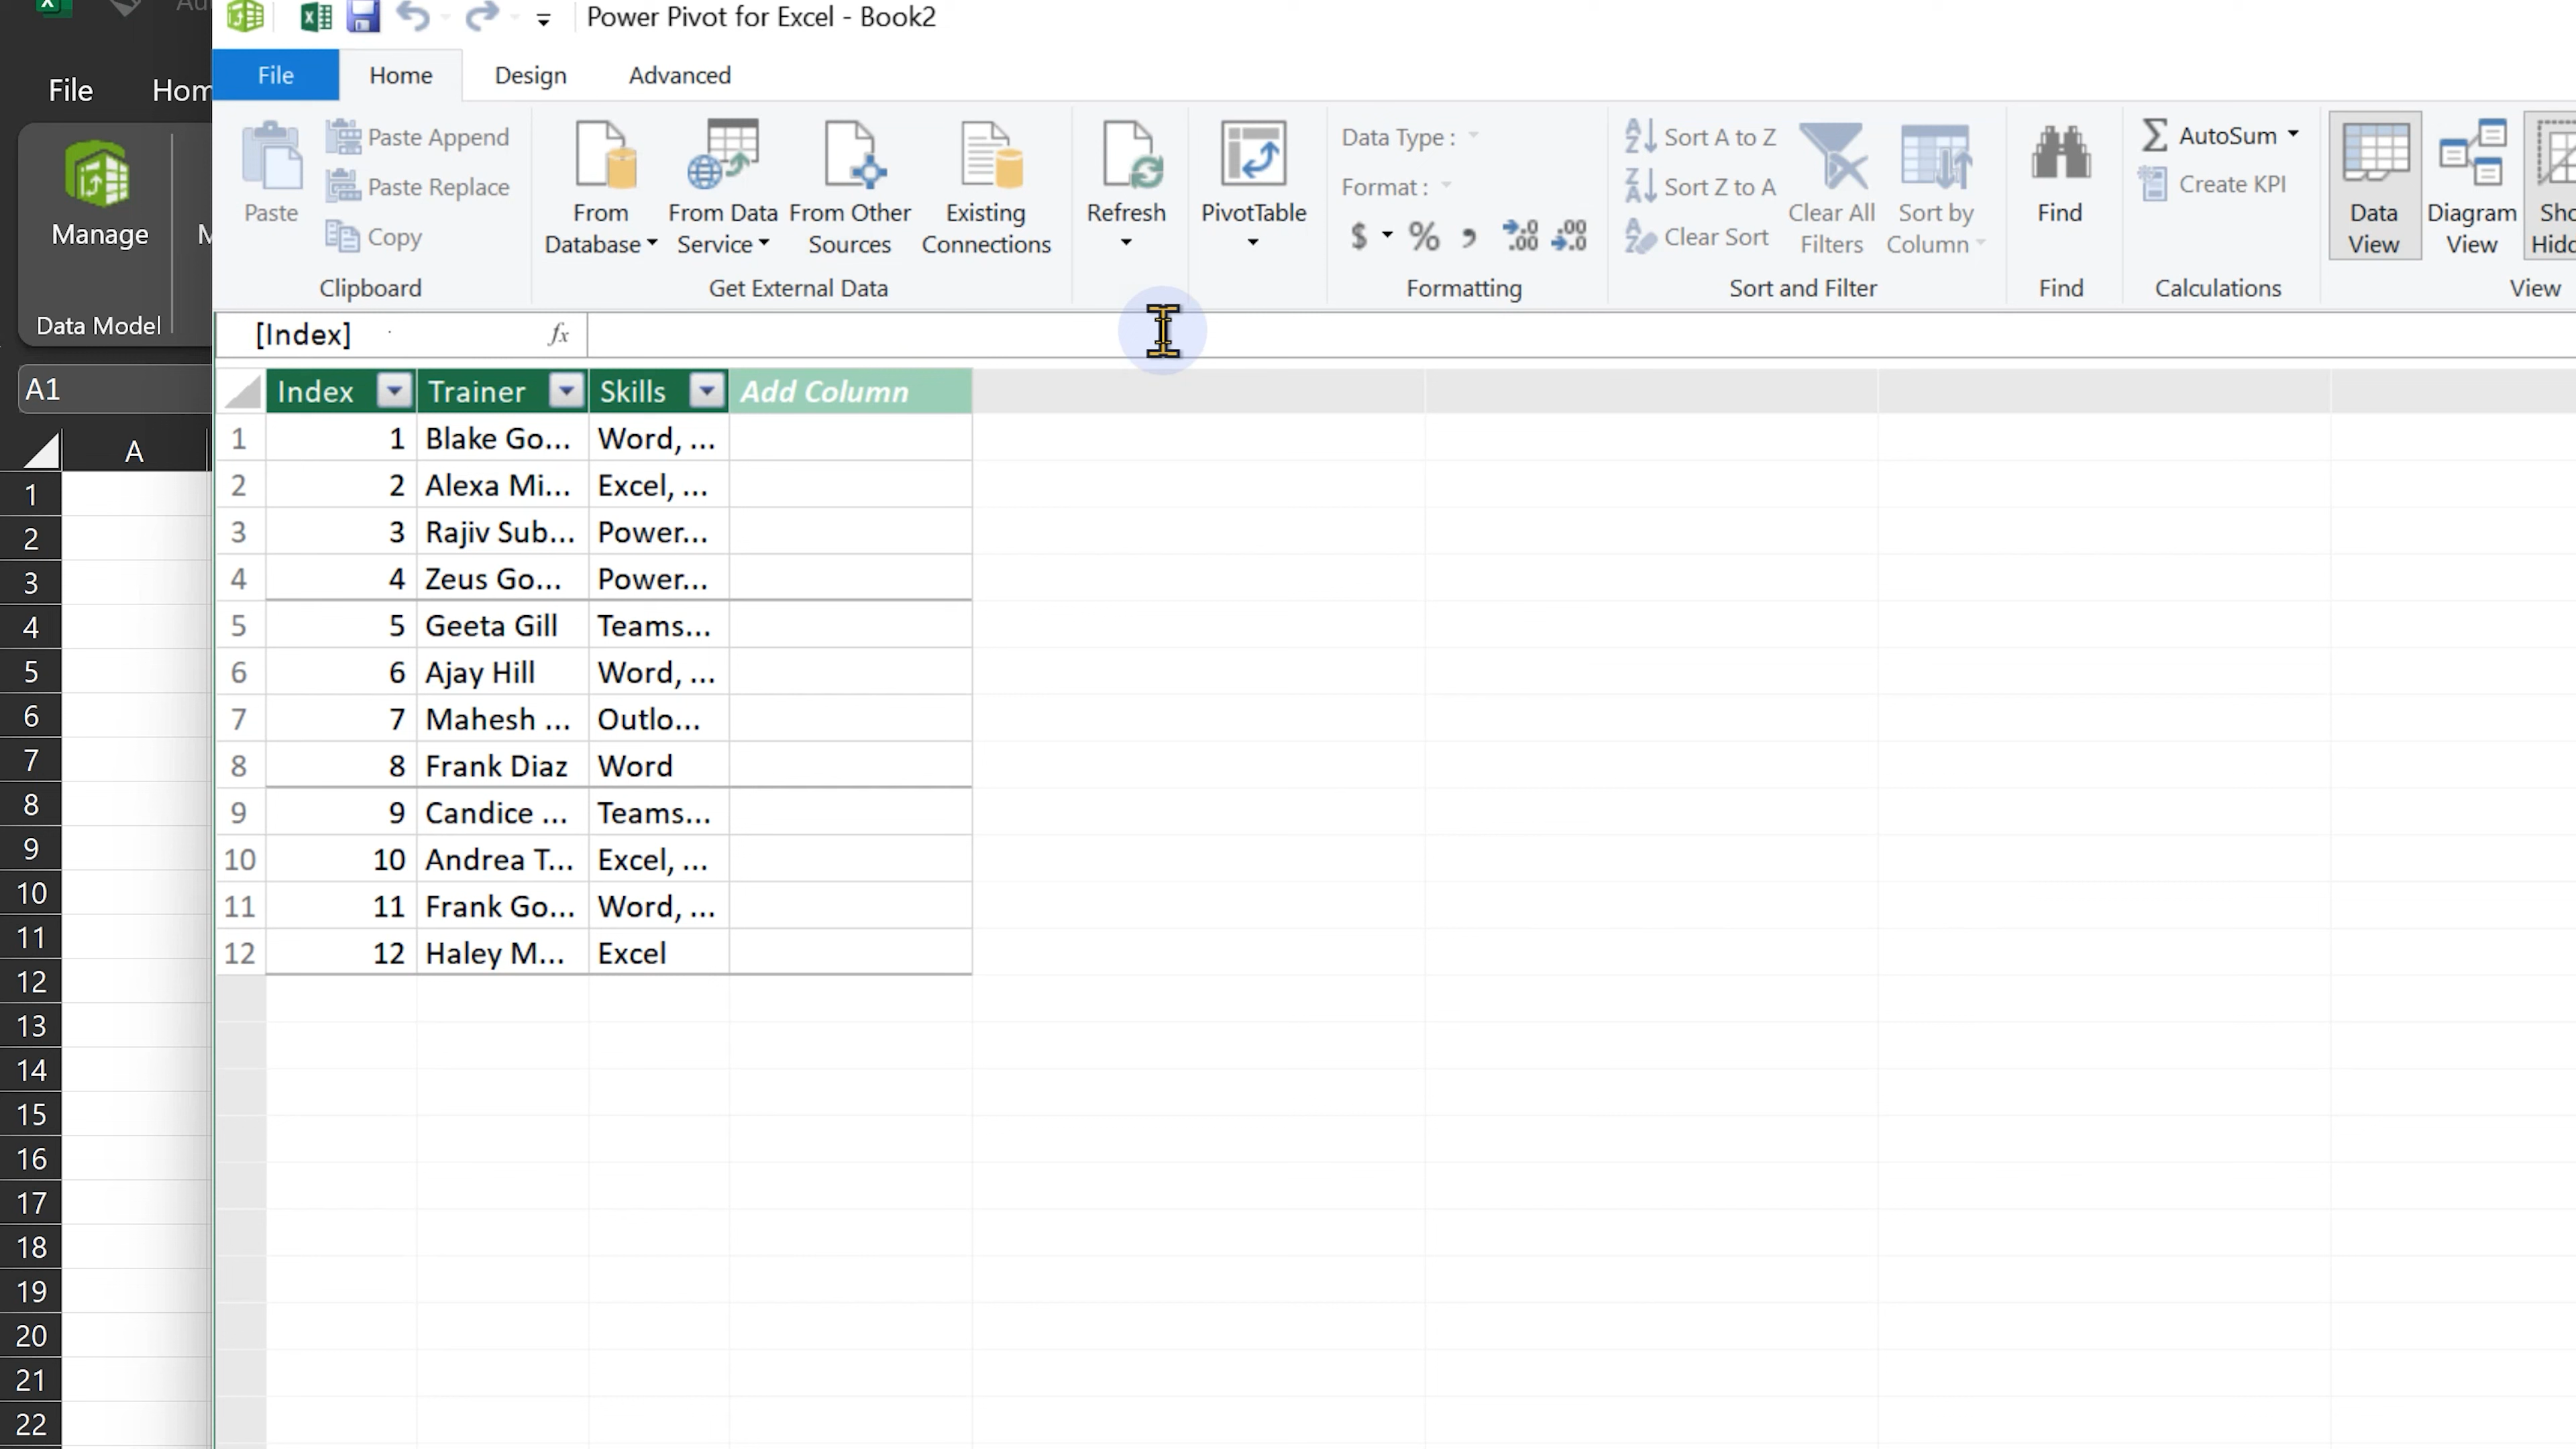 Power Pivot for Excel - Book2
File Home Design Advanced
File Hom
Manage
Data Model
A1
Paste
Paste Append
Paste Replace
Copy
Clipboard
From Database
From Data Service
From Other Sources
Existing Connections
Get External Data
Refresh
PivotTable
Data Type :
Format :
$ % , .0 .00 .00 .0
Formatting
Sort A to Z
Sort Z to A
Clear Sort
Clear All Filters
Sort by Column
Sort and Filter
Find
Find
AutoSum
Create KPI
Calculations
Data View
Diagram View
View
[Index] fx
Index Trainer Skills Add Column
1 1 Blake Go... Word, ...
2 2 Alexa Mi... Excel, ...
3 3 Rajiv Sub... Power...
4 4 Zeus Go... Power...
5 5 Geeta Gill Teams...
6 6 Ajay Hill Word, ...
7 7 Mahesh ... Outlo...
8 8 Frank Diaz Word
9 9 Candice ... Teams...
10 10 Andrea T... Excel, ...
11 11 Frank Go... Word, ...
12 12 Haley M... Excel
A
1
2
3
4
5
6
7
8
9
10
11
12
13
14
15
16
17
18
19
20
21
22